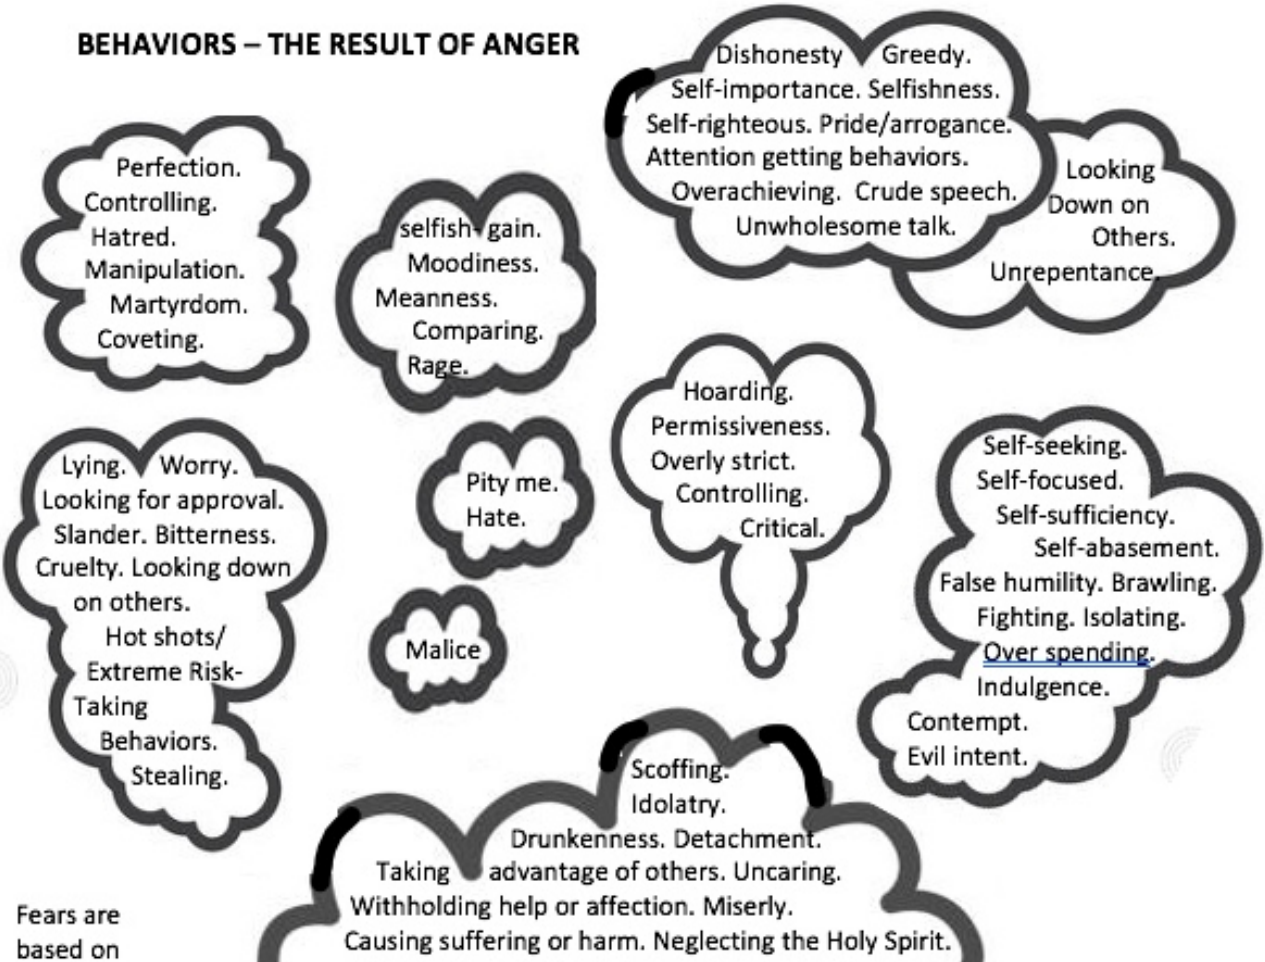 BEHAVIORS – THE RESULT OF ANGER
Dishonesty Greedy.
Self-importance. Selfishness.
Self-righteous. Pride/arrogance.
Attention getting behaviors.
Overachieving. Crude speech.
Unwholesome talk.
Looking
Down on
Others.
Unrepentance.
Perfection.
Controlling.
Hatred.
Manipulation.
Martyrdom.
Coveting.
selfish- gain.
Moodiness.
Meanness.
Comparing.
Rage.
Hoarding.
Permissiveness.
Overly strict.
Controlling.
Critical.
Lying. Worry.
Looking for approval.
Slander. Bitterness.
Cruelty. Looking down
on others.
Hot shots/
Extreme Risk-
Taking
Behaviors.
Stealing.
Pity me.
Hate.
Malice
Self-seeking.
Self-focused.
Self-sufficiency.
Self-abasement.
False humility. Brawling.
Fighting. Isolating.
Over spending.
Indulgence.
Contempt.
Evil intent.
Scoffing.
Idolatry.
Drunkenness. Detachment.
Taking advantage of others. Uncaring.
Withholding help or affection. Miserly.
Causing suffering or harm. Neglecting the Holy Spirit.
Fears are
based on